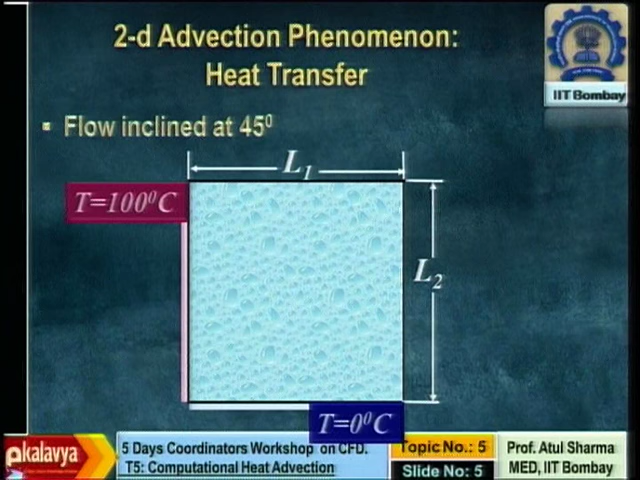 2-d Advection Phenomenon:
Heat Transfer
IIT Bombay
Flow inclined at 45⁰
L₁
T=100⁰C
L₂
T=0⁰C
ekalavya
5 Days Coordinators Workshop on CFD.
T5: Computational Heat Advection
Topic No.: 5
Slide No: 5
Prof. Atul Sharma
MED, IIT Bombay